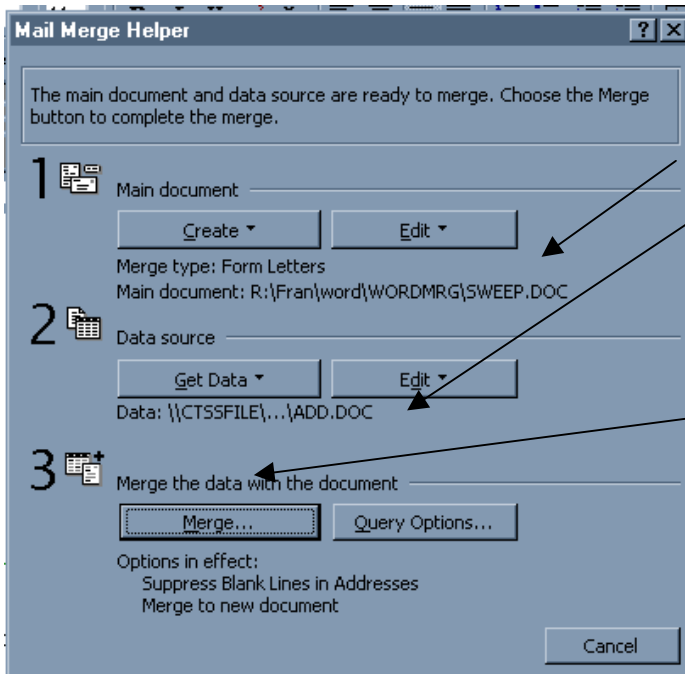 Mail Merge Helper
The main document and data source are ready to merge. Choose the Merge
button to complete the merge.
1
Main document
Create
Edit
Merge type: Form Letters
Main document: R:\Fran\word\WORDMRG\SWEEP.DOC
2
Data source
Get Data
Edit
Data: \\CTSSFILE\...\ADD.DOC
3
Merge the data with the document
Merge...
Query Options...
Options in effect:
Suppress Blank Lines in Addresses
Merge to new document
Cancel